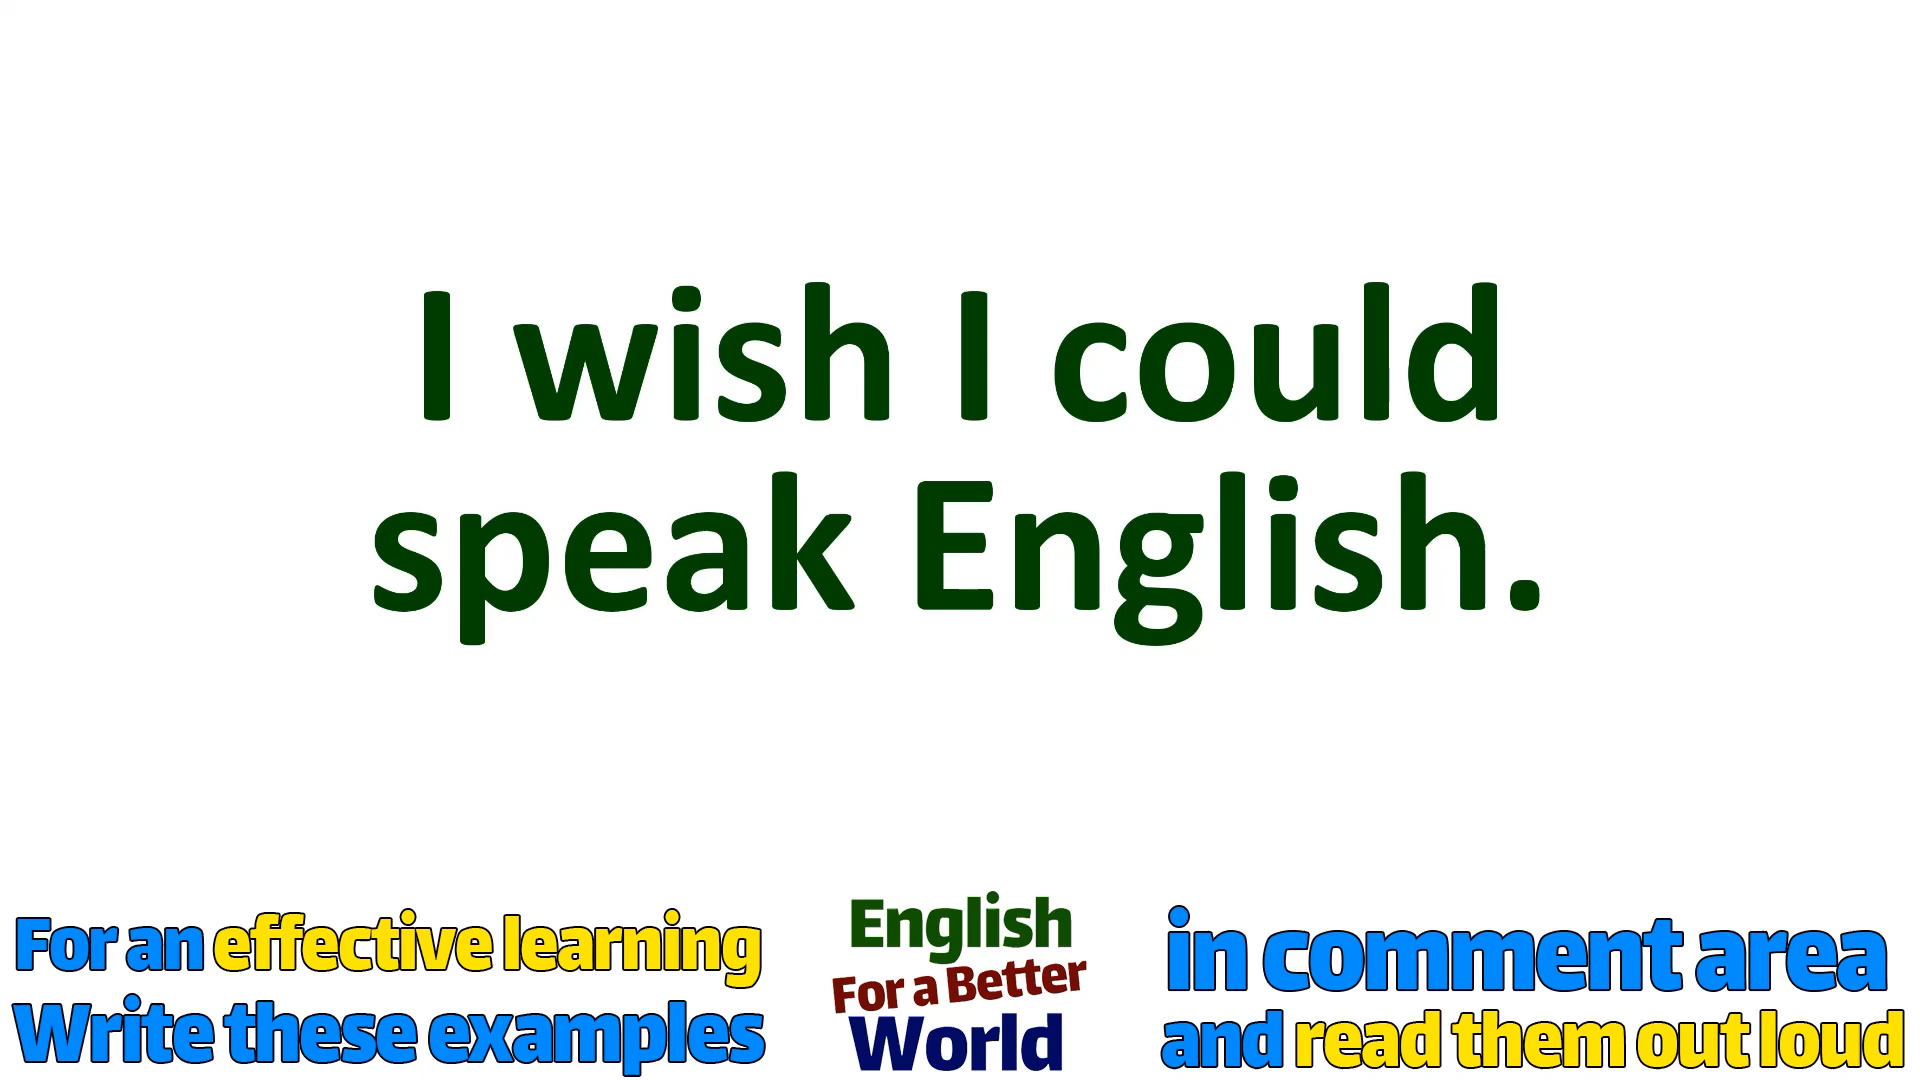 I wish I could
speak English.
For an effective learning
Write these examples
English
For a Better
World
in comment area
and read them out loud